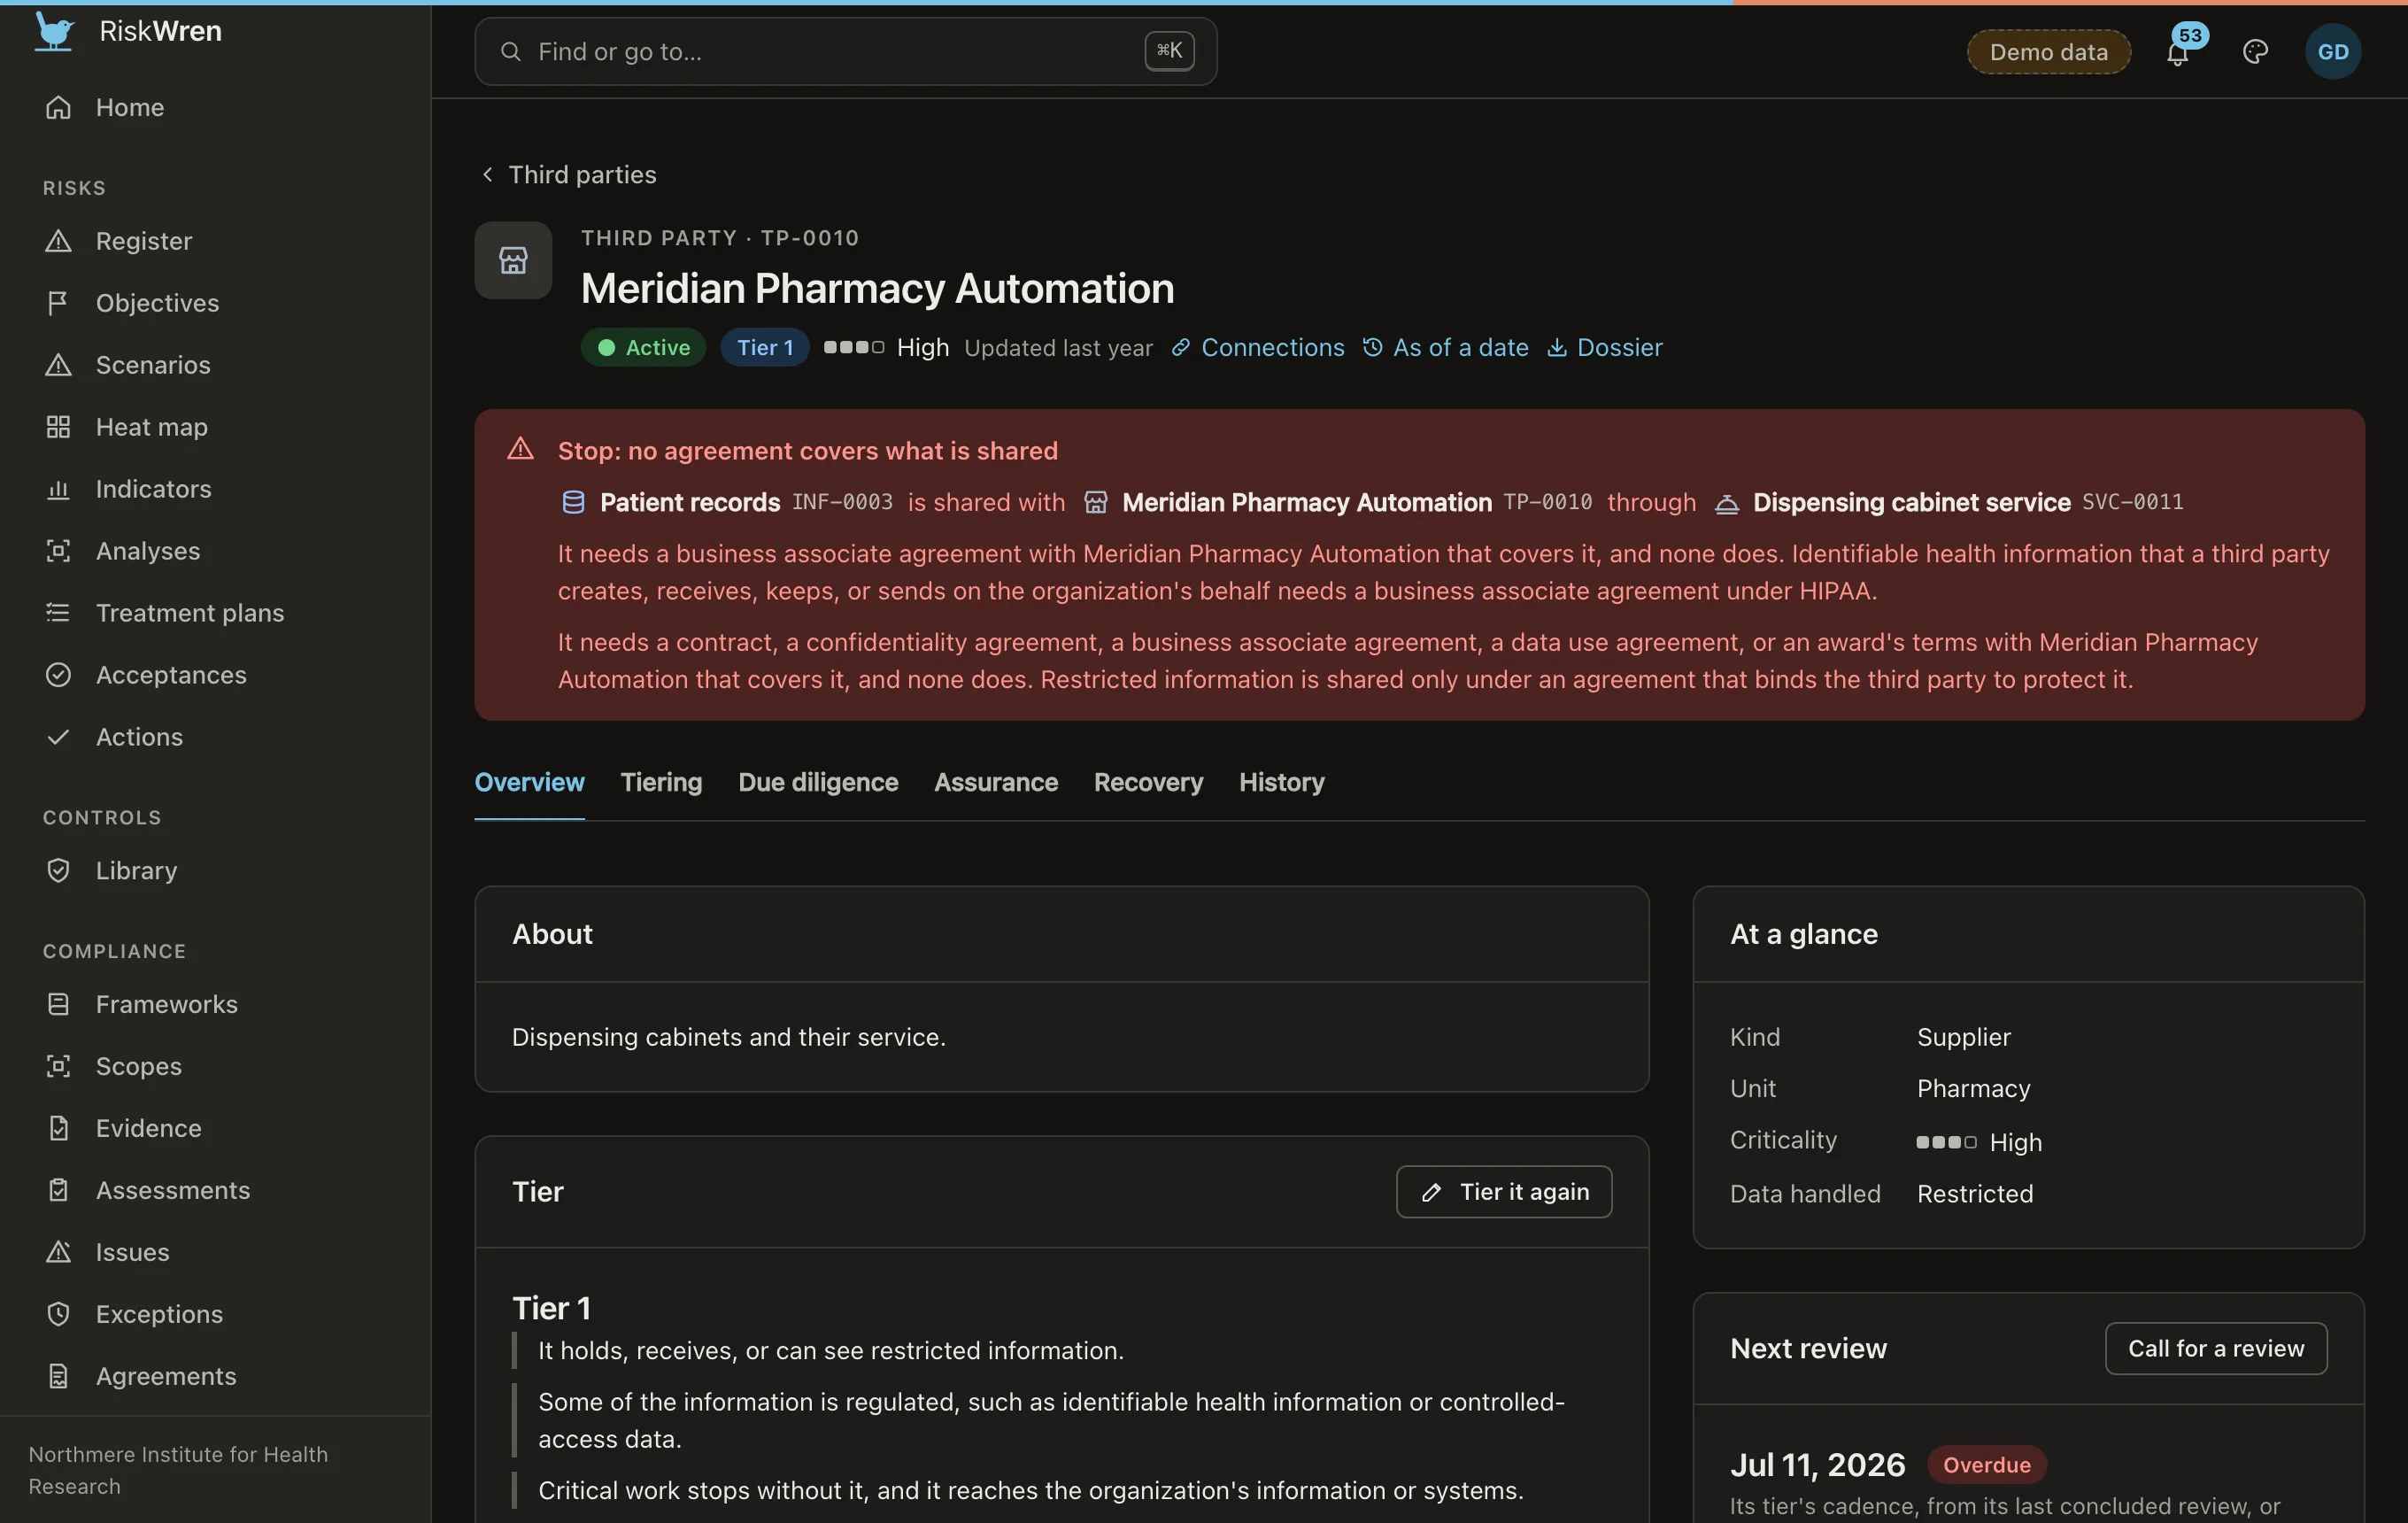 RiskWren
Find or go to...
⌘K
Demo data
53
GD
Home
RISKS
Register
Objectives
Scenarios
Heat map
Indicators
Analyses
Treatment plans
Acceptances
Actions
CONTROLS
Library
COMPLIANCE
Frameworks
Scopes
Evidence
Assessments
Issues
Exceptions
Agreements
Northmere Institute for Health
Research
Third parties
THIRD PARTY · TP-0010
Meridian Pharmacy Automation
Active Tier 1 High Updated last year Connections As of a date Dossier
Stop: no agreement covers what is shared
Patient records INF-0003 is shared with Meridian Pharmacy Automation TP-0010 through Dispensing cabinet service SVC-0011
It needs a business associate agreement with Meridian Pharmacy Automation that covers it, and none does. Identifiable health information that a third party
creates, receives, keeps, or sends on the organization's behalf needs a business associate agreement under HIPAA.
It needs a contract, a confidentiality agreement, a business associate agreement, a data use agreement, or an award's terms with Meridian Pharmacy
Automation that covers it, and none does. Restricted information is shared only under an agreement that binds the third party to protect it.
Overview Tiering Due diligence Assurance Recovery History
About
Dispensing cabinets and their service.
Tier
Tier it again
Tier 1
It holds, receives, or can see restricted information.
Some of the information is regulated, such as identifiable health information or controlled-
access data.
Critical work stops without it, and it reaches the organization's information or systems.
At a glance
Kind Supplier
Unit Pharmacy
Criticality High
Data handled Restricted
Next review
Call for a review
Jul 11, 2026 Overdue
Its tier's cadence, from its last concluded review, or